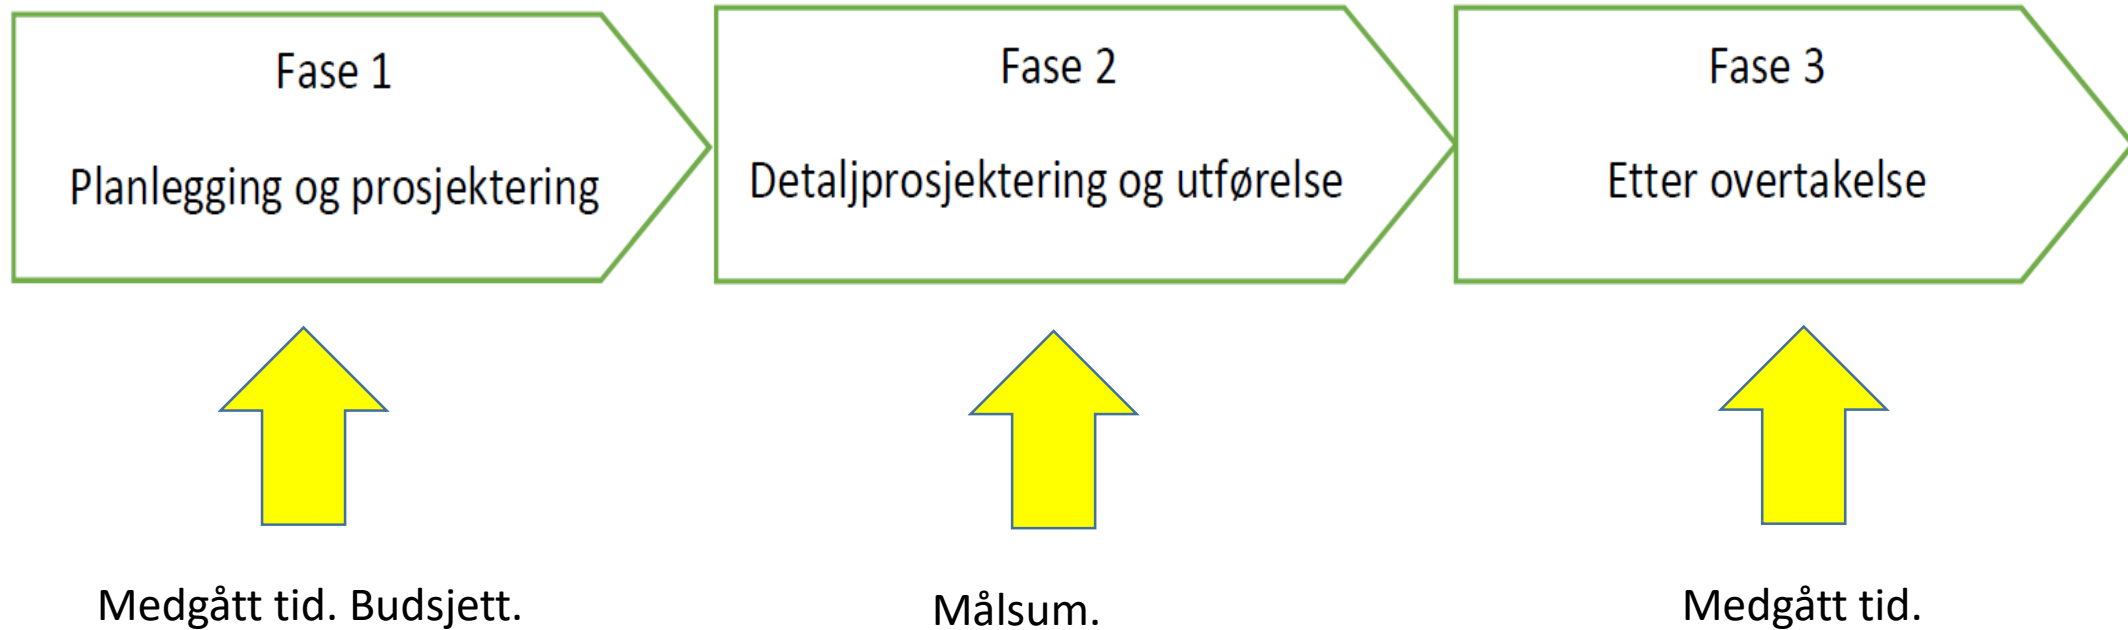 Fase 1
Planlegging og prosjektering
Fase 2
Detaljprosjektering og utførelse
Fase 3
Etter overtakelse
Medgått tid. Budsjett.
Målsum.
Medgått tid.